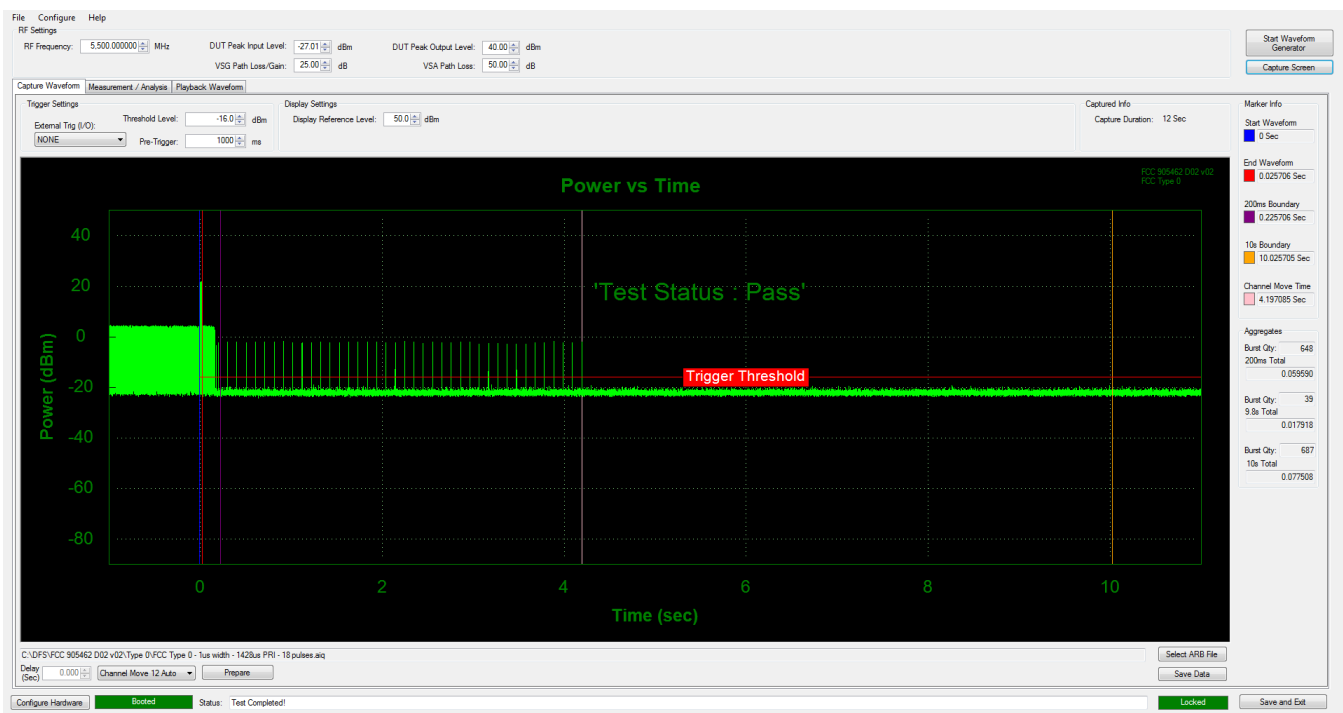 File Configure Help
RF Settings
RF Frequency: 5,500.000000 MHz DUT Peak Input Level: -27.01 dBm DUT Peak Output Level: 40.00 dBm
VSG Path Loss/Gain: 25.00 dB VSA Path Loss: 50.00 dB
Start Waveform
Generator
Capture Screen
Capture Waveform Measurement / Analysis Playback Waveform
Trigger Settings
External Trig (I/O): Threshold Level: -16.0 dBm
NONE Pre-Trigger: 1000 ms
Display Settings
Display Reference Level: 50.0 dBm
Captured Info
Capture Duration: 12 Sec
Marker Info
Start Waveform
0 Sec
End Waveform
0.025706 Sec
200ms Boundary
0.225706 Sec
10s Boundary
10.025705 Sec
Channel Move Time
4.197085 Sec
Aggregates
Burst Qty: 648
200ms Total
0.059590
Burst Qty: 39
9.8s Total
0.017918
Burst Qty: 687
10s Total
0.077508
Power vs Time
FCC 905462 D02 v02
FCC Type 0
'Test Status : Pass'
Trigger Threshold
Power (dBm)
40
20
0
-20
-40
-60
-80
0 2 4 6 8 10
Time (sec)
C:\DFS\FCC 905462 D02 v02\Type 0\FCC Type 0 - 1us width - 1428us PRI - 18 pulses.aiq
Select ARB File
Delay
(Sec) 0.000 Channel Move 12 Auto Prepare
Save Data
Configure Hardware Booted Status: Test Completed! Locked Save and Exit